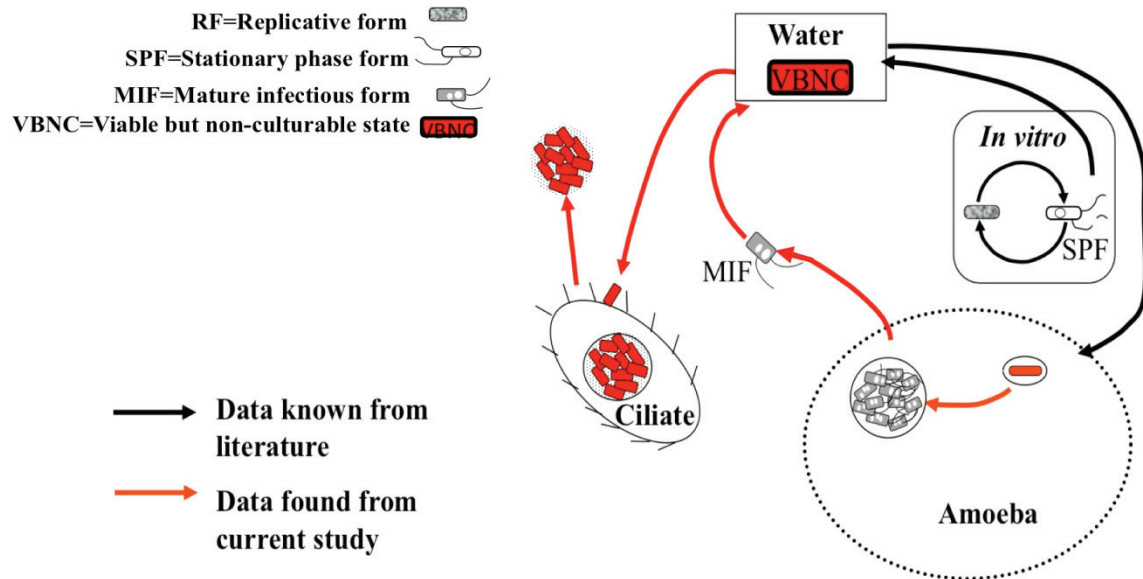 RF=Replicative form
SPF=Stationary phase form
MIF=Mature infectious form
VBNC=Viable but non-culturable state
VBNC
Water
VBNC
In vitro
SPF
MIF
Ciliate
Amoeba
Data known from
literature
Data found from
current study